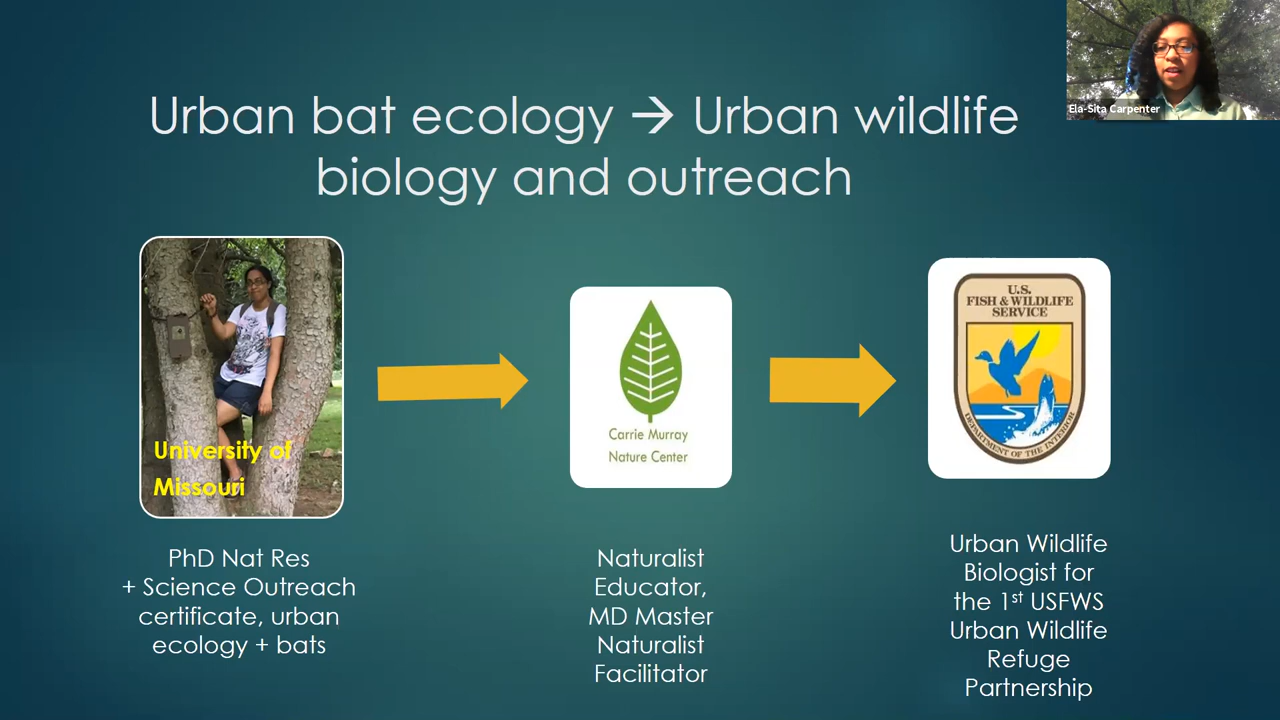 Urban bat ecology → Urban wildlife
biology and outreach
Ela-Sita Carpenter
University of
Missouri
PhD Nat Res
+ Science Outreach
certificate, urban
ecology + bats
Carrie Murray
Nature Center
Naturalist
Educator,
MD Master
Naturalist
Facilitator
U.S.
FISH & WILDLIFE
SERVICE
DEPARTMENT OF THE INTERIOR
Urban Wildlife
Biologist for
the 1st USFWS
Urban Wildlife
Refuge
Partnership